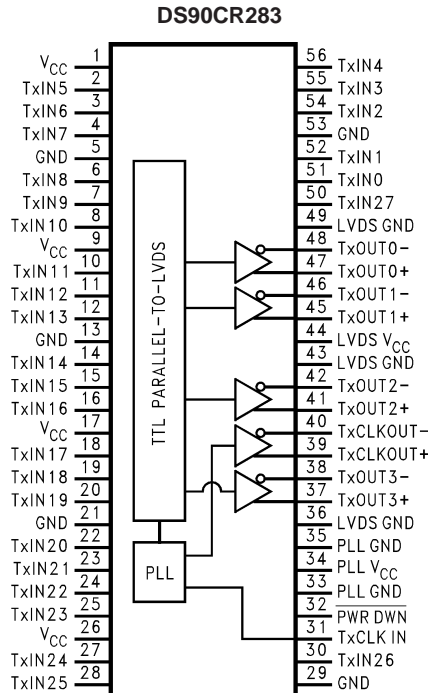 DS90CR283
V_CC 1 56 TxIN4
TxIN5 2 55 TxIN3
TxIN6 3 54 TxIN2
TxIN7 4 53 GND
GND 5 52 TxIN1
TxIN8 6 51 TxIN0
TxIN9 7 50 TxIN27
TxIN10 8 49 LVDS GND
V_CC 9 48 TxOUT0−
TxIN11 10 47 TxOUT0+
TxIN12 11 46 TxOUT1−
TxIN13 12 45 TxOUT1+
GND 13 44 LVDS V_CC
TxIN14 14 43 LVDS GND
TxIN15 15 42 TxOUT2−
TxIN16 16 41 TxOUT2+
V_CC 17 40 TxCLKOUT−
TxIN17 18 39 TxCLKOUT+
TxIN18 19 38 TxOUT3−
TxIN19 20 37 TxOUT3+
GND 21 36 LVDS GND
TxIN20 22 35 PLL GND
TxIN21 23 34 PLL V_CC
TxIN22 24 33 PLL GND
TxIN23 25 32 PWR DWN
V_CC 26 31 TxCLK IN
TxIN24 27 30 TxIN26
TxIN25 28 29 GND
TTL PARALLEL-TO-LVDS
PLL